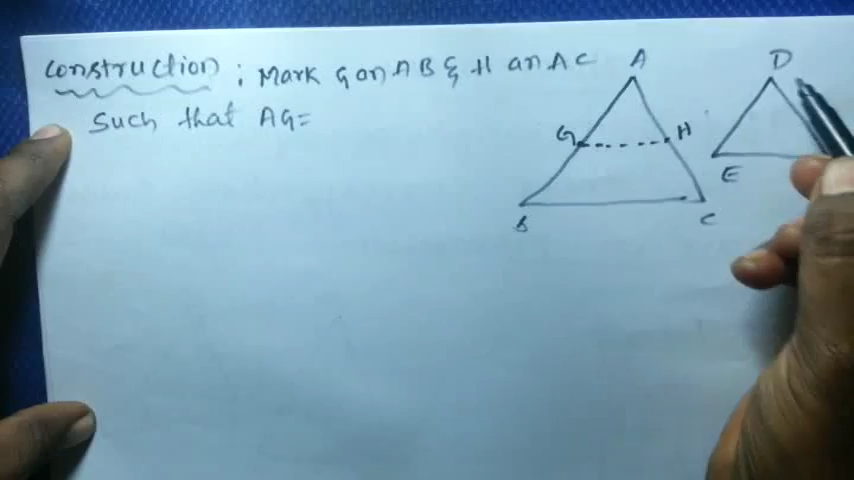 Construction : Mark G on AB & H on AC
Such that AG=
A
D
G
H
E
B
C